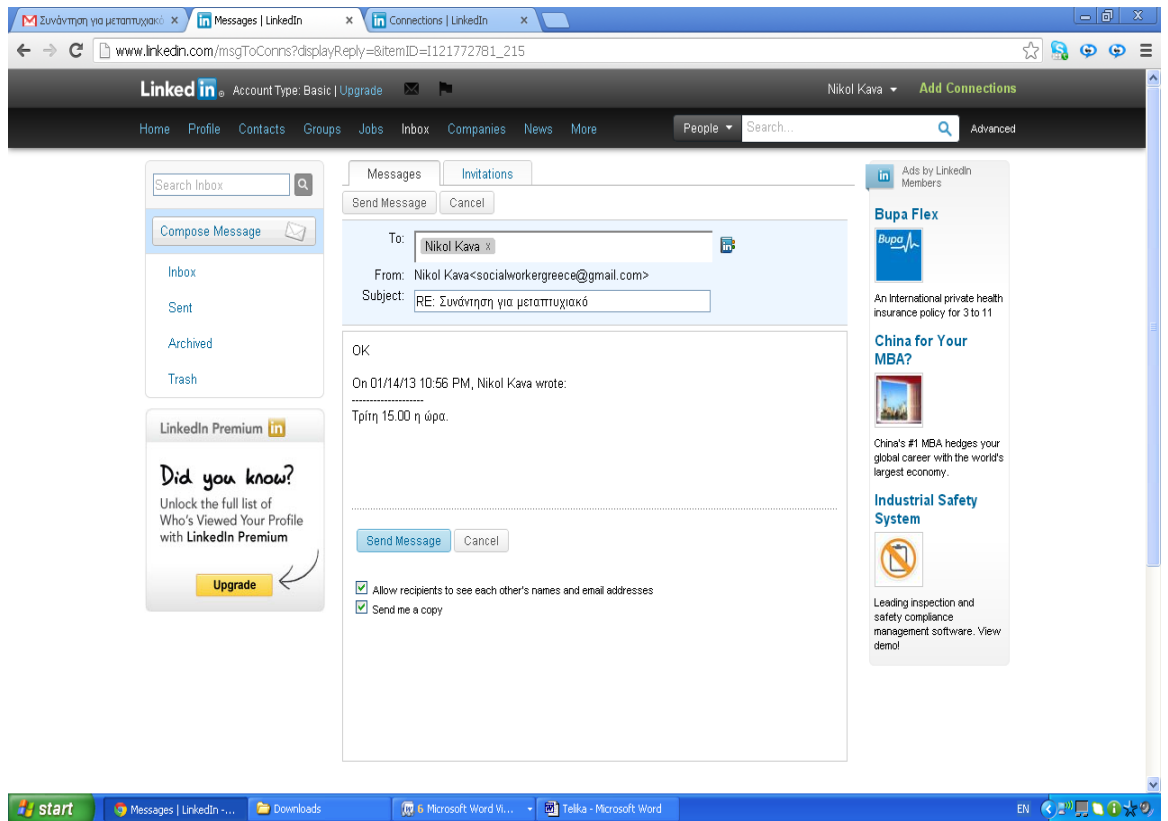 Συνάντηση για μεταπτυχιακό x
Messages | LinkedIn x
Connections | LinkedIn x
www.linkedin.com/msgToConns?displayReply=&itemID=I121772781_215
Linked in Account Type: Basic | Upgrade
Nikol Kava Add Connections
Home Profile Contacts Groups Jobs Inbox Companies News More
People Search... Advanced
Search Inbox
Compose Message
Inbox
Sent
Archived
Trash
LinkedIn Premium in
Did you know?
Unlock the full list of
Who's Viewed Your Profile
with LinkedIn Premium
Upgrade
Messages Invitations
Send Message Cancel
To: Nikol Kava x
From: Nikol Kava<socialworkergreece@gmail.com>
Subject: RE: Συνάντηση για μεταπτυχιακό
OK
On 01/14/13 10:56 PM, Nikol Kava wrote:
--------------------
Τρίτη 15.00 η ώρα.
Send Message Cancel
Allow recipients to see each other's names and email addresses
Send me a copy
in Ads by LinkedIn
Members
Bupa Flex
Bupa
An International private health
insurance policy for 3 to 11
China for Your
MBA?
China's #1 MBA hedges your
global career with the world's
largest economy.
Industrial Safety
System
Leading inspection and
safety compliance
management software. View
demo!
start
Messages | LinkedIn -...
Downloads
6 Microsoft Word Vi...
Telika - Microsoft Word
EN